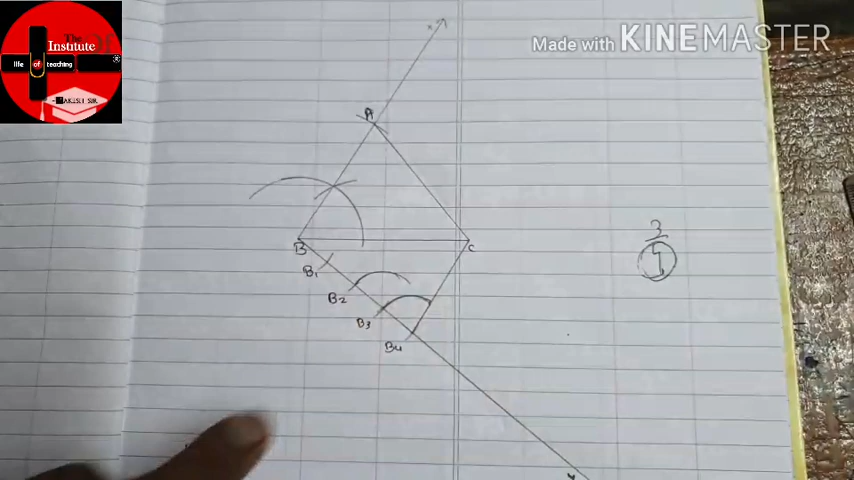 The
Institute
life of teaching
Made with KINEMASTER
X
A
B
C
B1
B2
B3
B4
3
4
Y